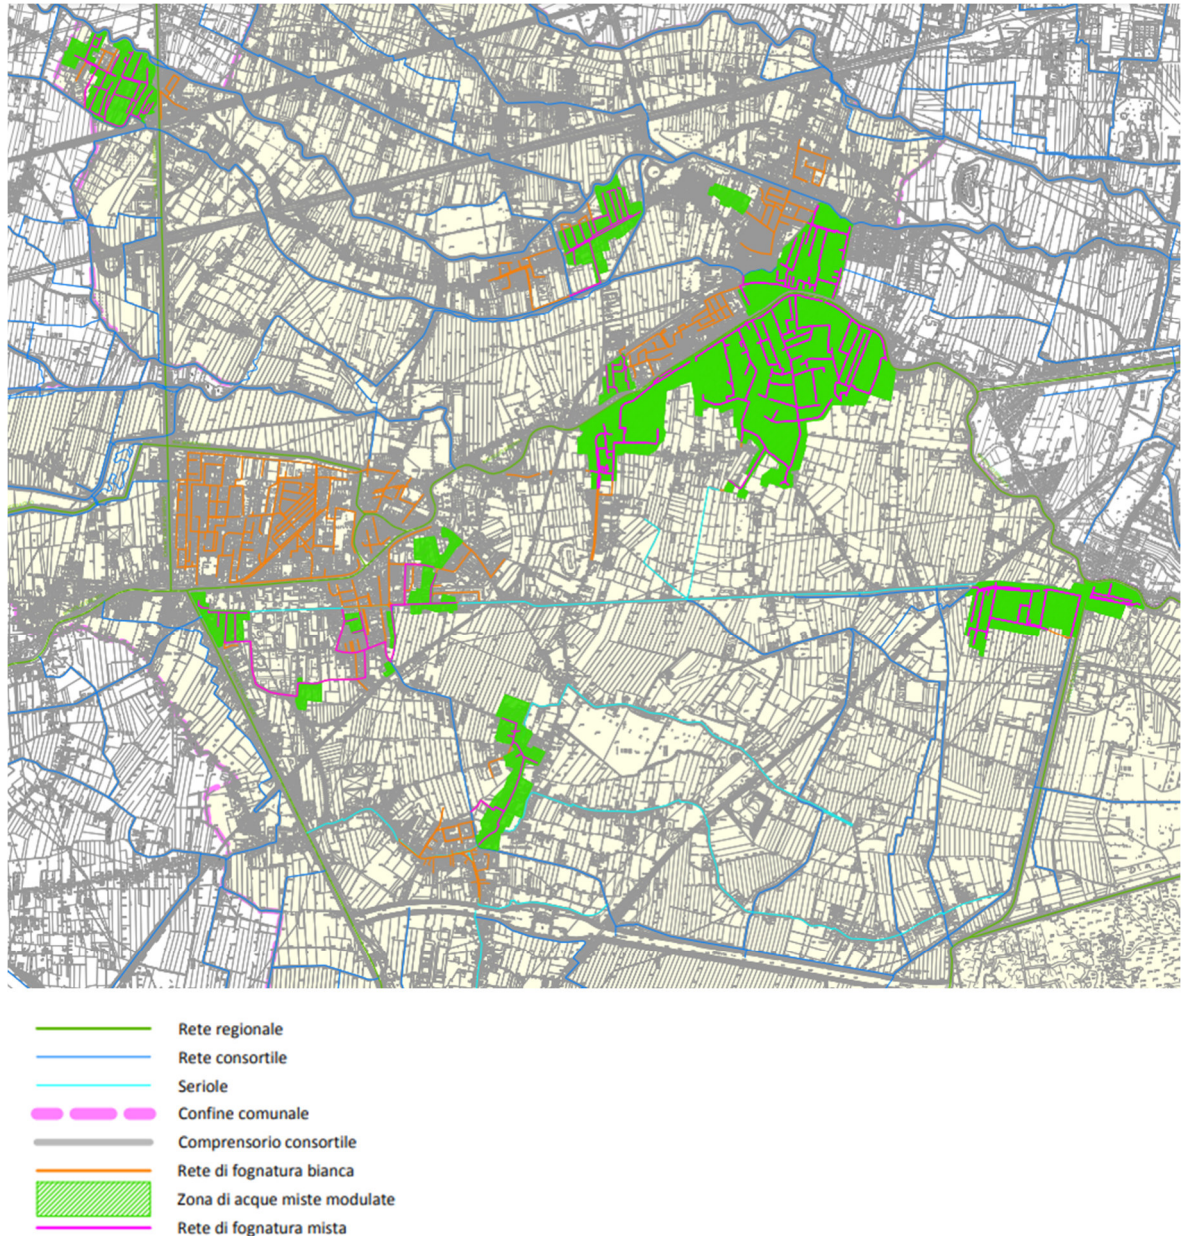 Rete regionale
Rete consortile
Seriole
Confine comunale
Comprensorio consortile
Rete di fognatura bianca
Zona di acque miste modulate
Rete di fognatura mista